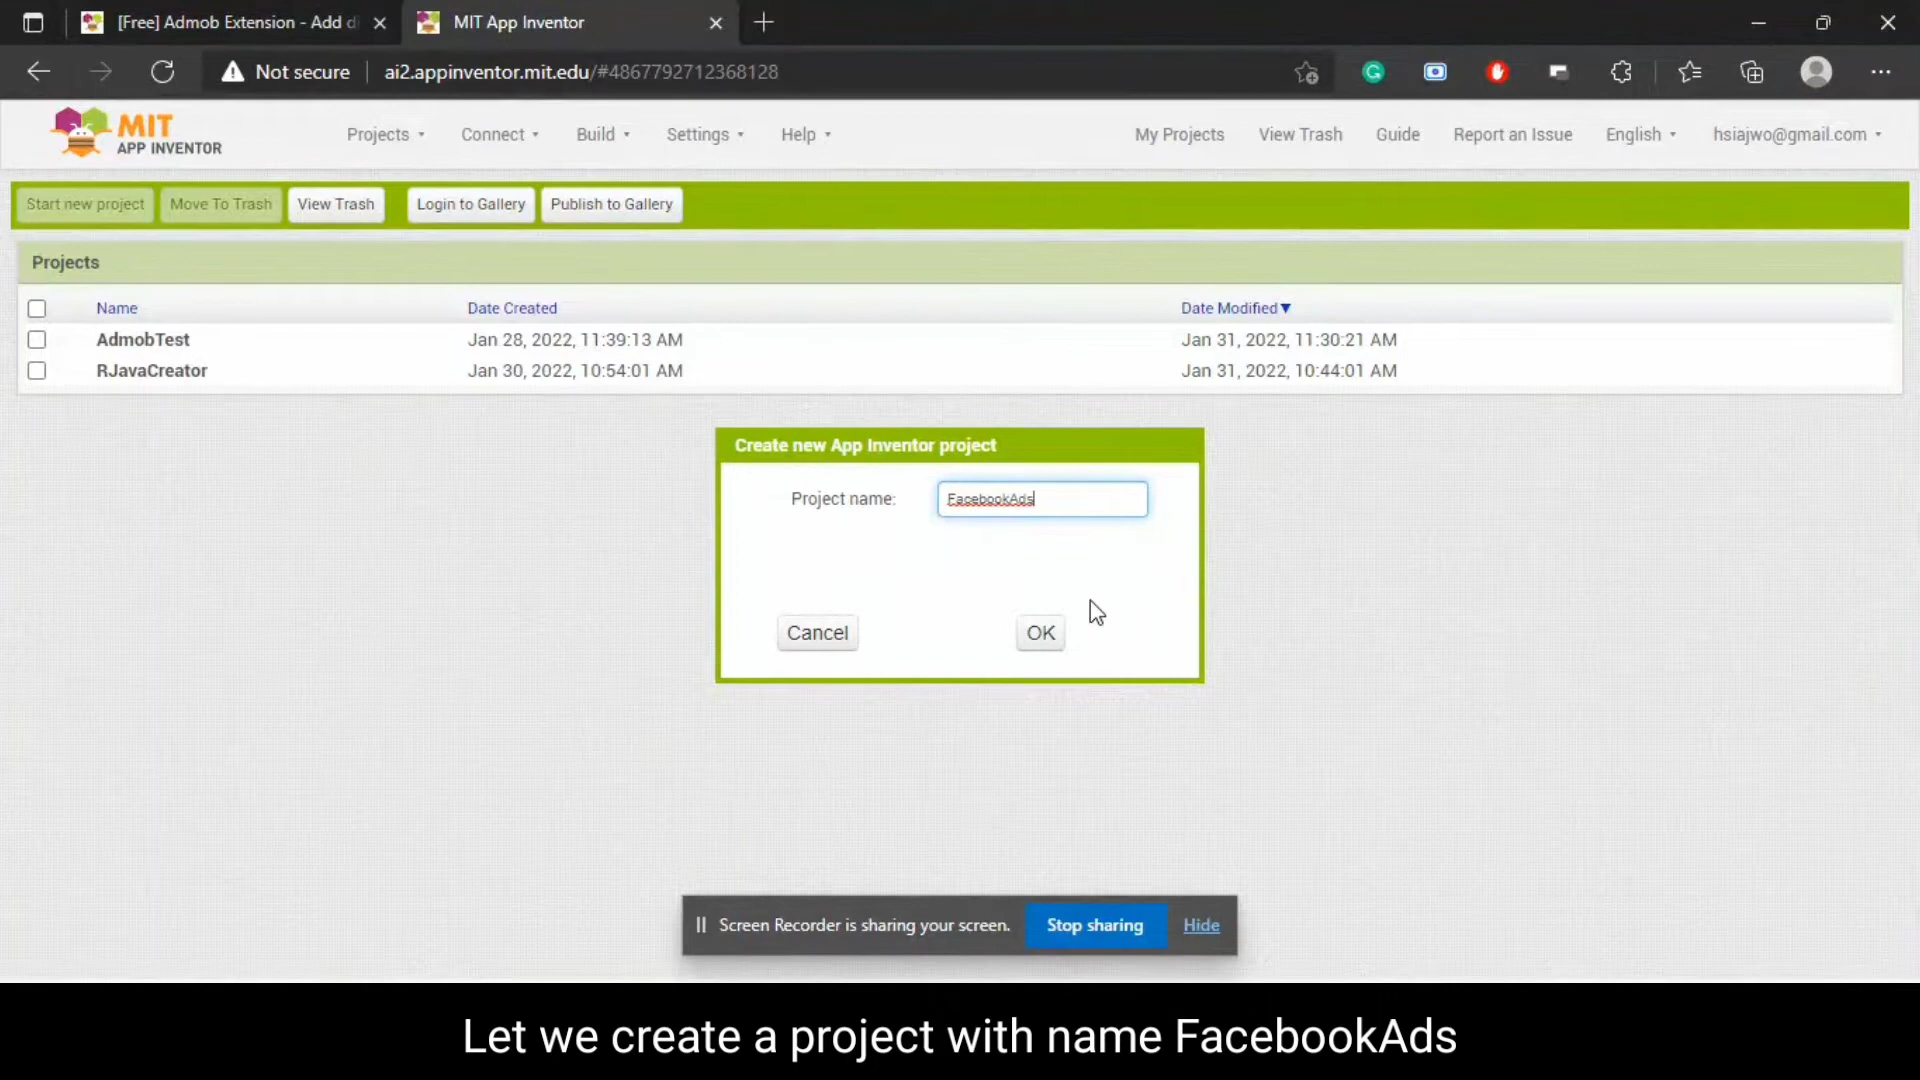 [Free] Admob Extension - Add di
MIT App Inventor
Not secure
ai2.appinventor.mit.edu/#4867792712368128
MIT
APP INVENTOR
Projects
Connect
Build
Settings
Help
My Projects
View Trash
Guide
Report an Issue
English
hsiajwo@gmail.com
Start new project
Move To Trash
View Trash
Login to Gallery
Publish to Gallery
Projects
Name
Date Created
Date Modified
AdmobTest
Jan 28, 2022, 11:39:13 AM
Jan 31, 2022, 11:30:21 AM
RJavaCreator
Jan 30, 2022, 10:54:01 AM
Jan 31, 2022, 10:44:01 AM
Create new App Inventor project
Project name:
FacebookAds
Cancel
OK
Screen Recorder is sharing your screen.
Stop sharing
Hide
Let we create a project with name FacebookAds